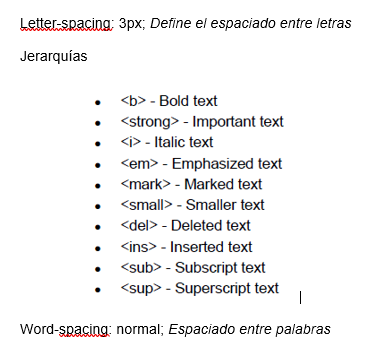 Letter-spacing: 3px; Define el espaciado entre letras
Jerarquías
• <b> - Bold text
• <strong> - Important text
• <i> - Italic text
• <em> - Emphasized text
• <mark> - Marked text
• <small> - Smaller text
• <del> - Deleted text
• <ins> - Inserted text
• <sub> - Subscript text
• <sup> - Superscript text
Word-spacing: normal; Espaciado entre palabras